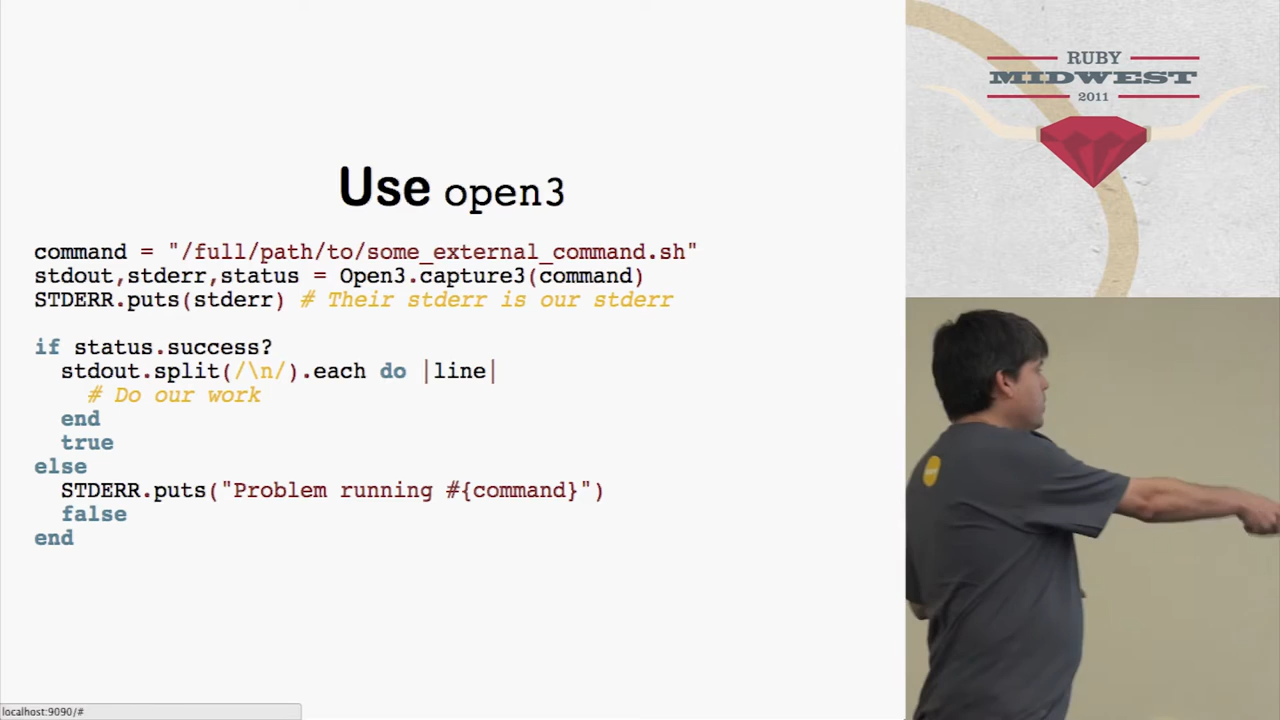 Use open3
command = "/full/path/to/some_external_command.sh"
stdout,stderr,status = Open3.capture3(command)
STDERR.puts(stderr) # Their stderr is our stderr
if status.success?
stdout.split(/\n/).each do |line|
# Do our work
end
true
else
STDERR.puts("Problem running #{command}")
false
end
localhost:9090/#
RUBY
MIDWEST
2011